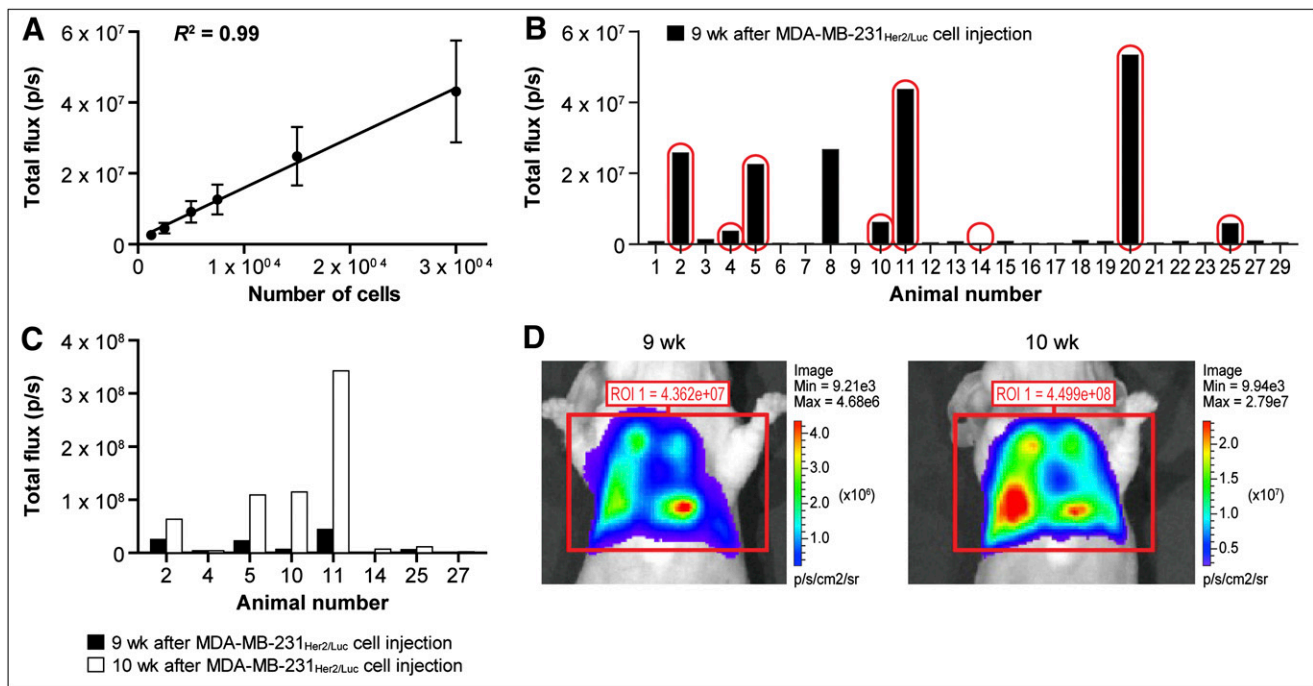 A
R² = 0.99
Total flux (p/s)
6 x 10⁷
4 x 10⁷
2 x 10⁷
0
0 1 x 10⁰⁴ 2 x 10⁰⁴ 3 x 10⁰⁴
Number of cells
B
9 wk after MDA-MB-231Her2/Luc cell injection
Total flux (p/s)
6 x 10⁷
4 x 10⁷
2 x 10⁷
0
1 2 3 4 5 6 7 8 9 10 11 12 13 14 15 16 17 18 19 20 21 22 23 25 27 29
Animal number
C
Total flux (p/s)
4 x 10⁸
3 x 10⁸
2 x 10⁸
1 x 10⁸
0
2 4 5 10 11 14 25 27
Animal number
9 wk after MDA-MB-231Her2/Luc cell injection
10 wk after MDA-MB-231Her2/Luc cell injection
D
9 wk
ROI 1 = 4.362e+07
Image
Min = 9.21e3
Max = 4.68e6
4.0
3.0
2.0
1.0
(x10⁶)
p/s/cm2/sr
10 wk
ROI 1 = 4.499e+08
Image
Min = 9.94e3
Max = 2.79e7
2.0
1.5
1.0
0.5
(x10⁷)
p/s/cm2/sr